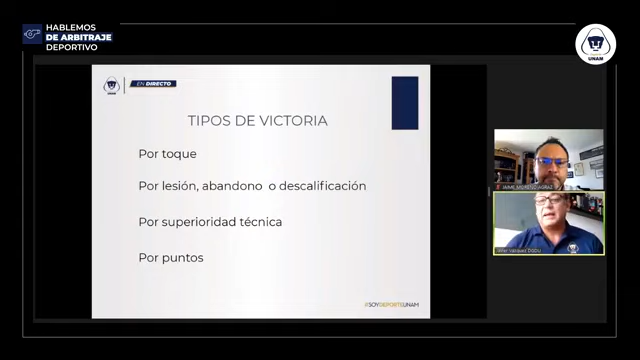 HABLEMOS
DE ARBITRAJE
DEPORTIVO
UNAM
UNAM
EN DIRECTO
TIPOS DE VICTORIA
Por toque
Por lesión, abandono o descalificación
Por superioridad técnica
Por puntos
#SOYDEPORTEUNAM